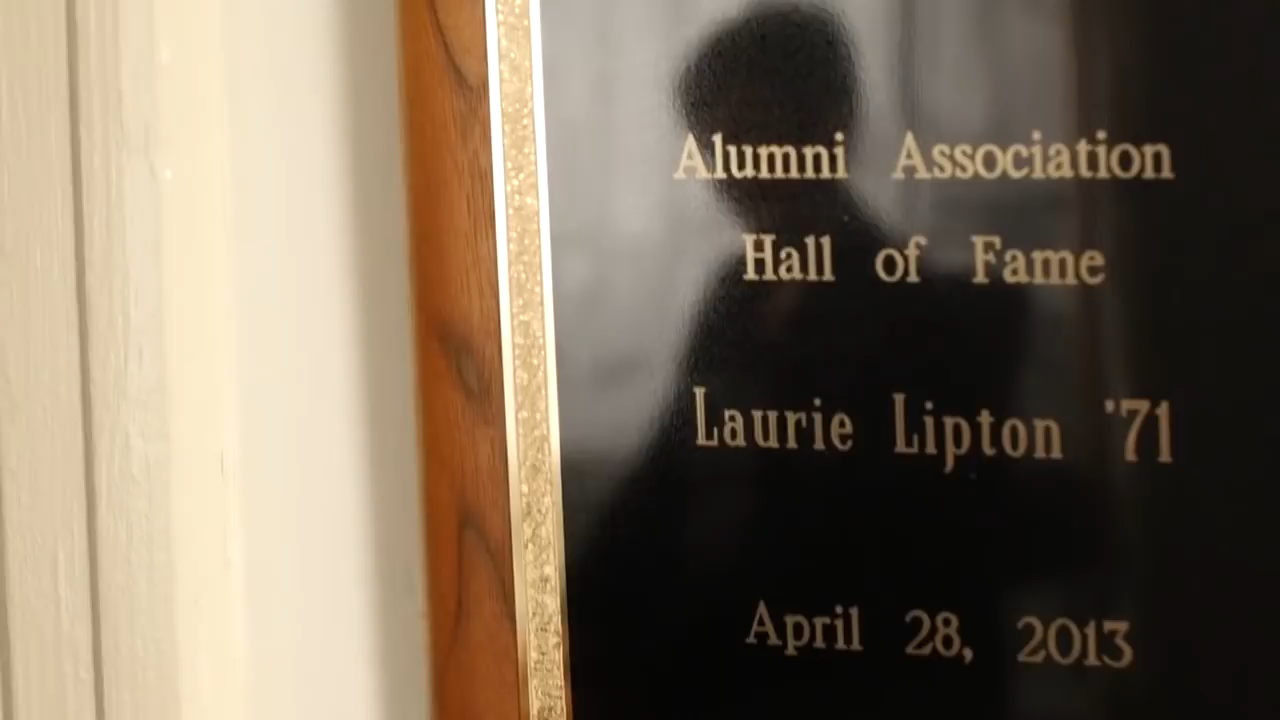 Alumni Association
Hall of Fame
Laurie Lipton '71
April 28, 2013